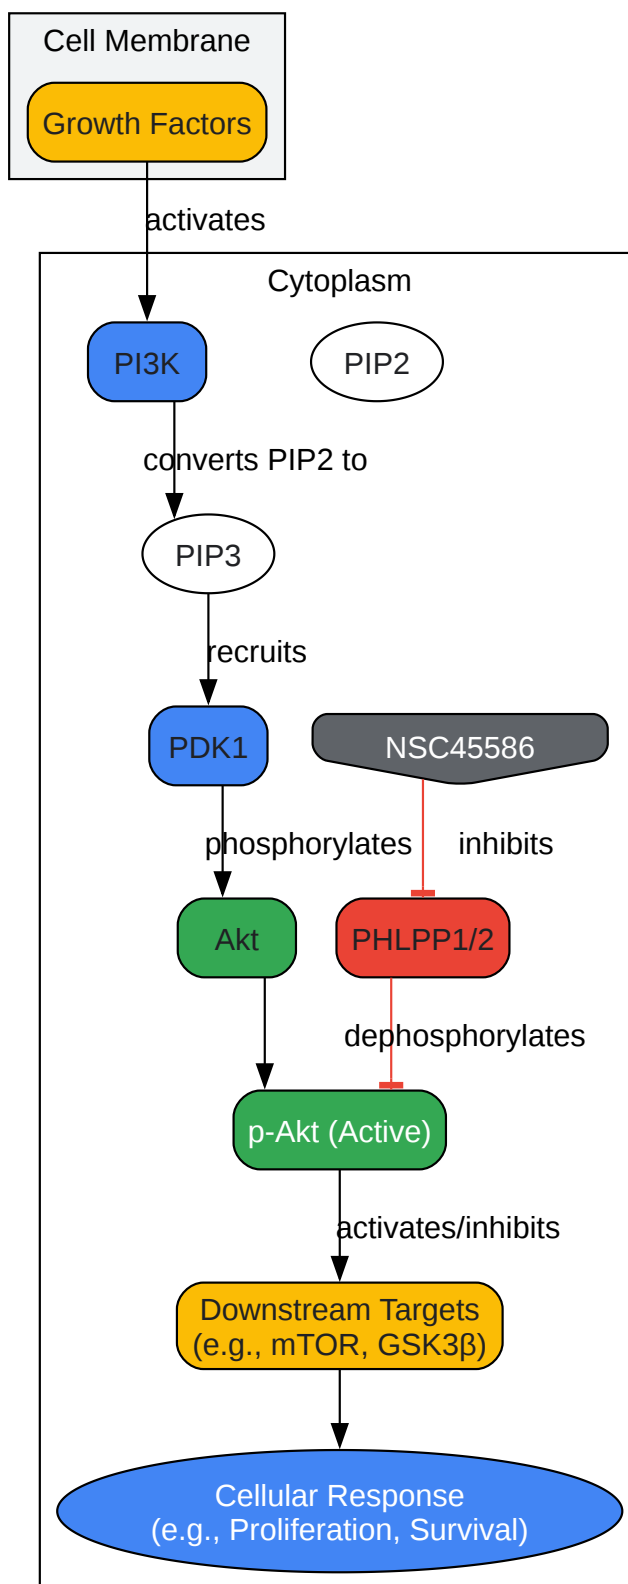 Cell Membrane
Growth Factors
activates
Cytoplasm
PI3K
PIP2
converts PIP2 to
PIP3
recruits
PDK1
NSC45586
phosphorylates
inhibits
Akt
PHLPP1/2
dephosphorylates
p-Akt (Active)
activates/inhibits
Downstream Targets
(e.g., mTOR, GSK3β)
Cellular Response
(e.g., Proliferation, Survival)